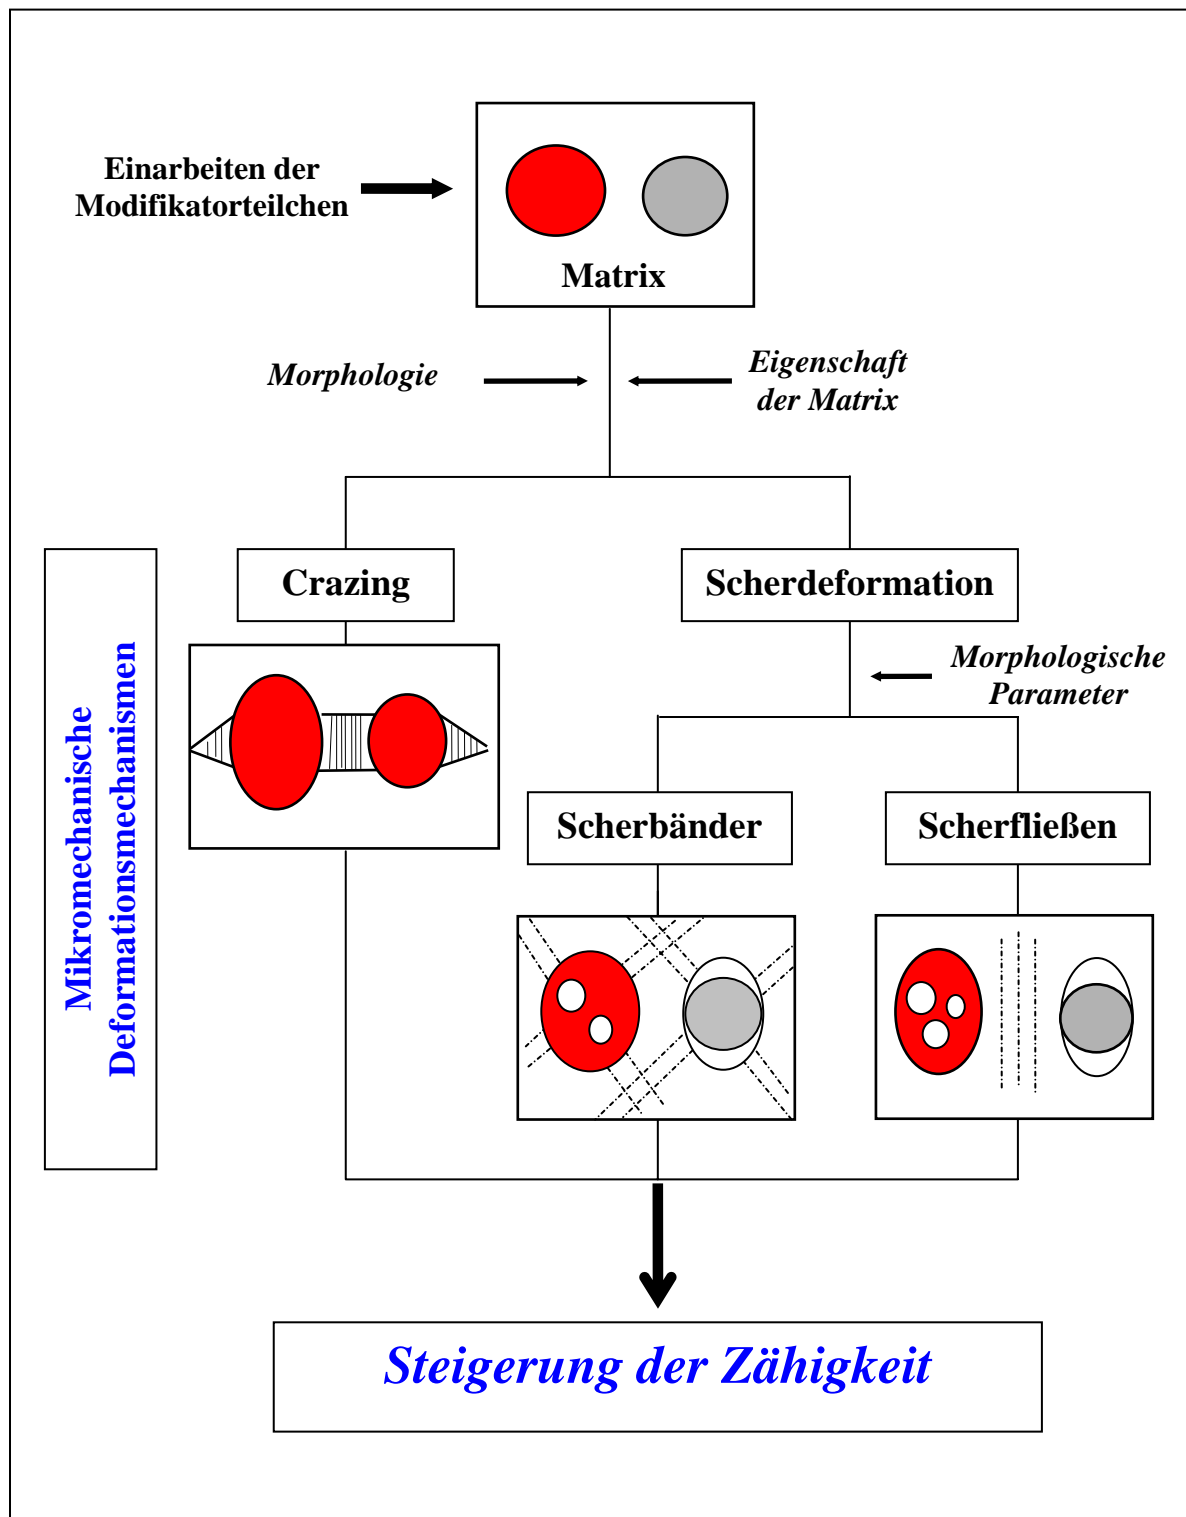 Einarbeiten der
Modifikatorteilchen
Matrix
Morphologie
Eigenschaft
der Matrix
Crazing
Scherdeformation
Morphologische
Parameter
Mikromechanische
Deformationsmechanismen
Scherbänder
Scherfließen
Steigerung der Zähigkeit